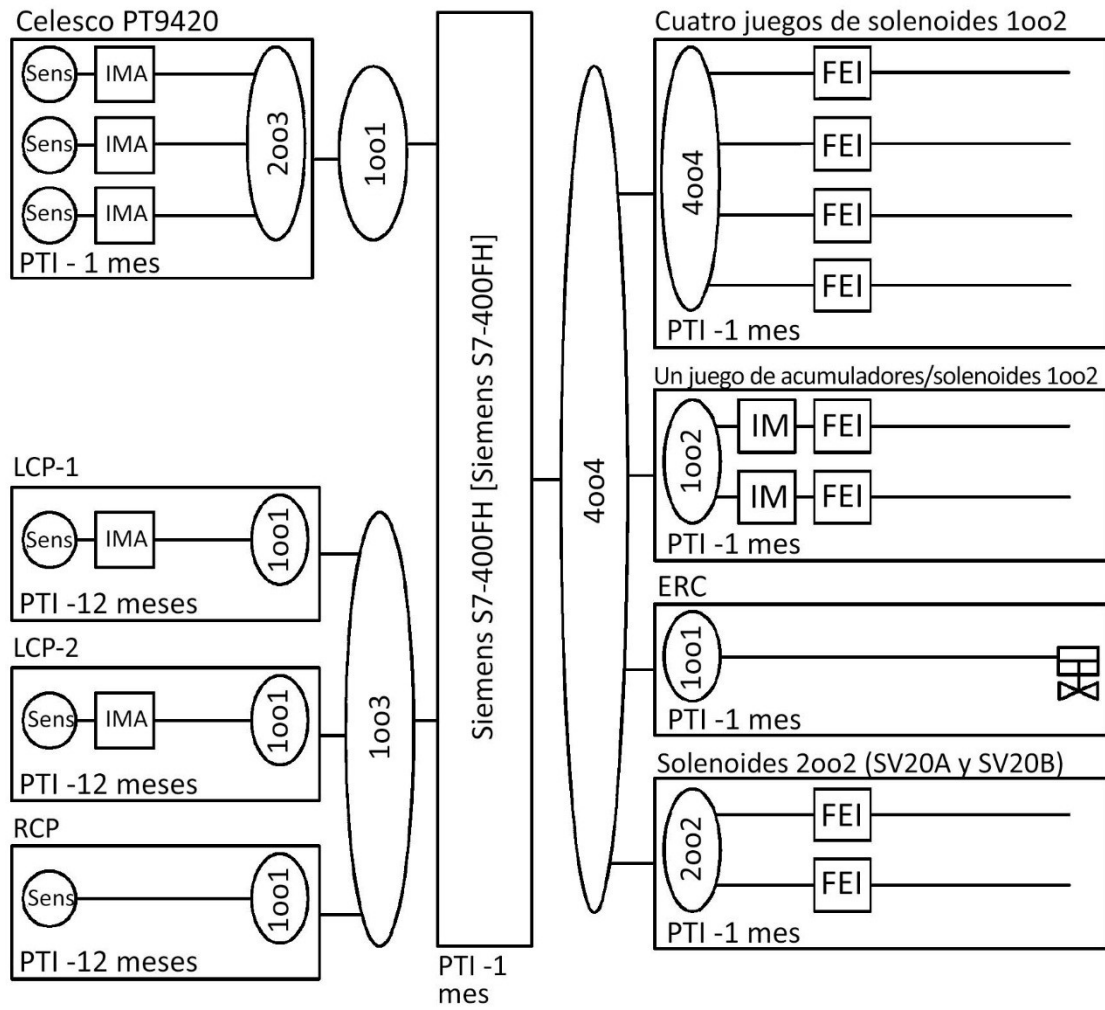 Celesco PT9420
Sens
IMA
Sens
IMA
Sens
IMA
2oo3
PTI - 1 mes
1oo1
LCP-1
Sens
IMA
1oo1
PTI -12 meses
LCP-2
Sens
IMA
1oo1
PTI -12 meses
RCP
Sens
1oo1
PTI -12 meses
1oo3
Siemens S7-400FH [Siemens S7-400FH]
PTI -1
mes
4oo4
Cuatro juegos de solenoides 1oo2
4oo4
FEI
FEI
FEI
FEI
PTI -1 mes
Un juego de acumuladores/solenoides 1oo2
1oo2
IM
FEI
IM
FEI
PTI -1 mes
ERC
1oo1
PTI -1 mes
Solenoides 2oo2 (SV20A y SV20B)
2oo2
FEI
FEI
PTI -1 mes